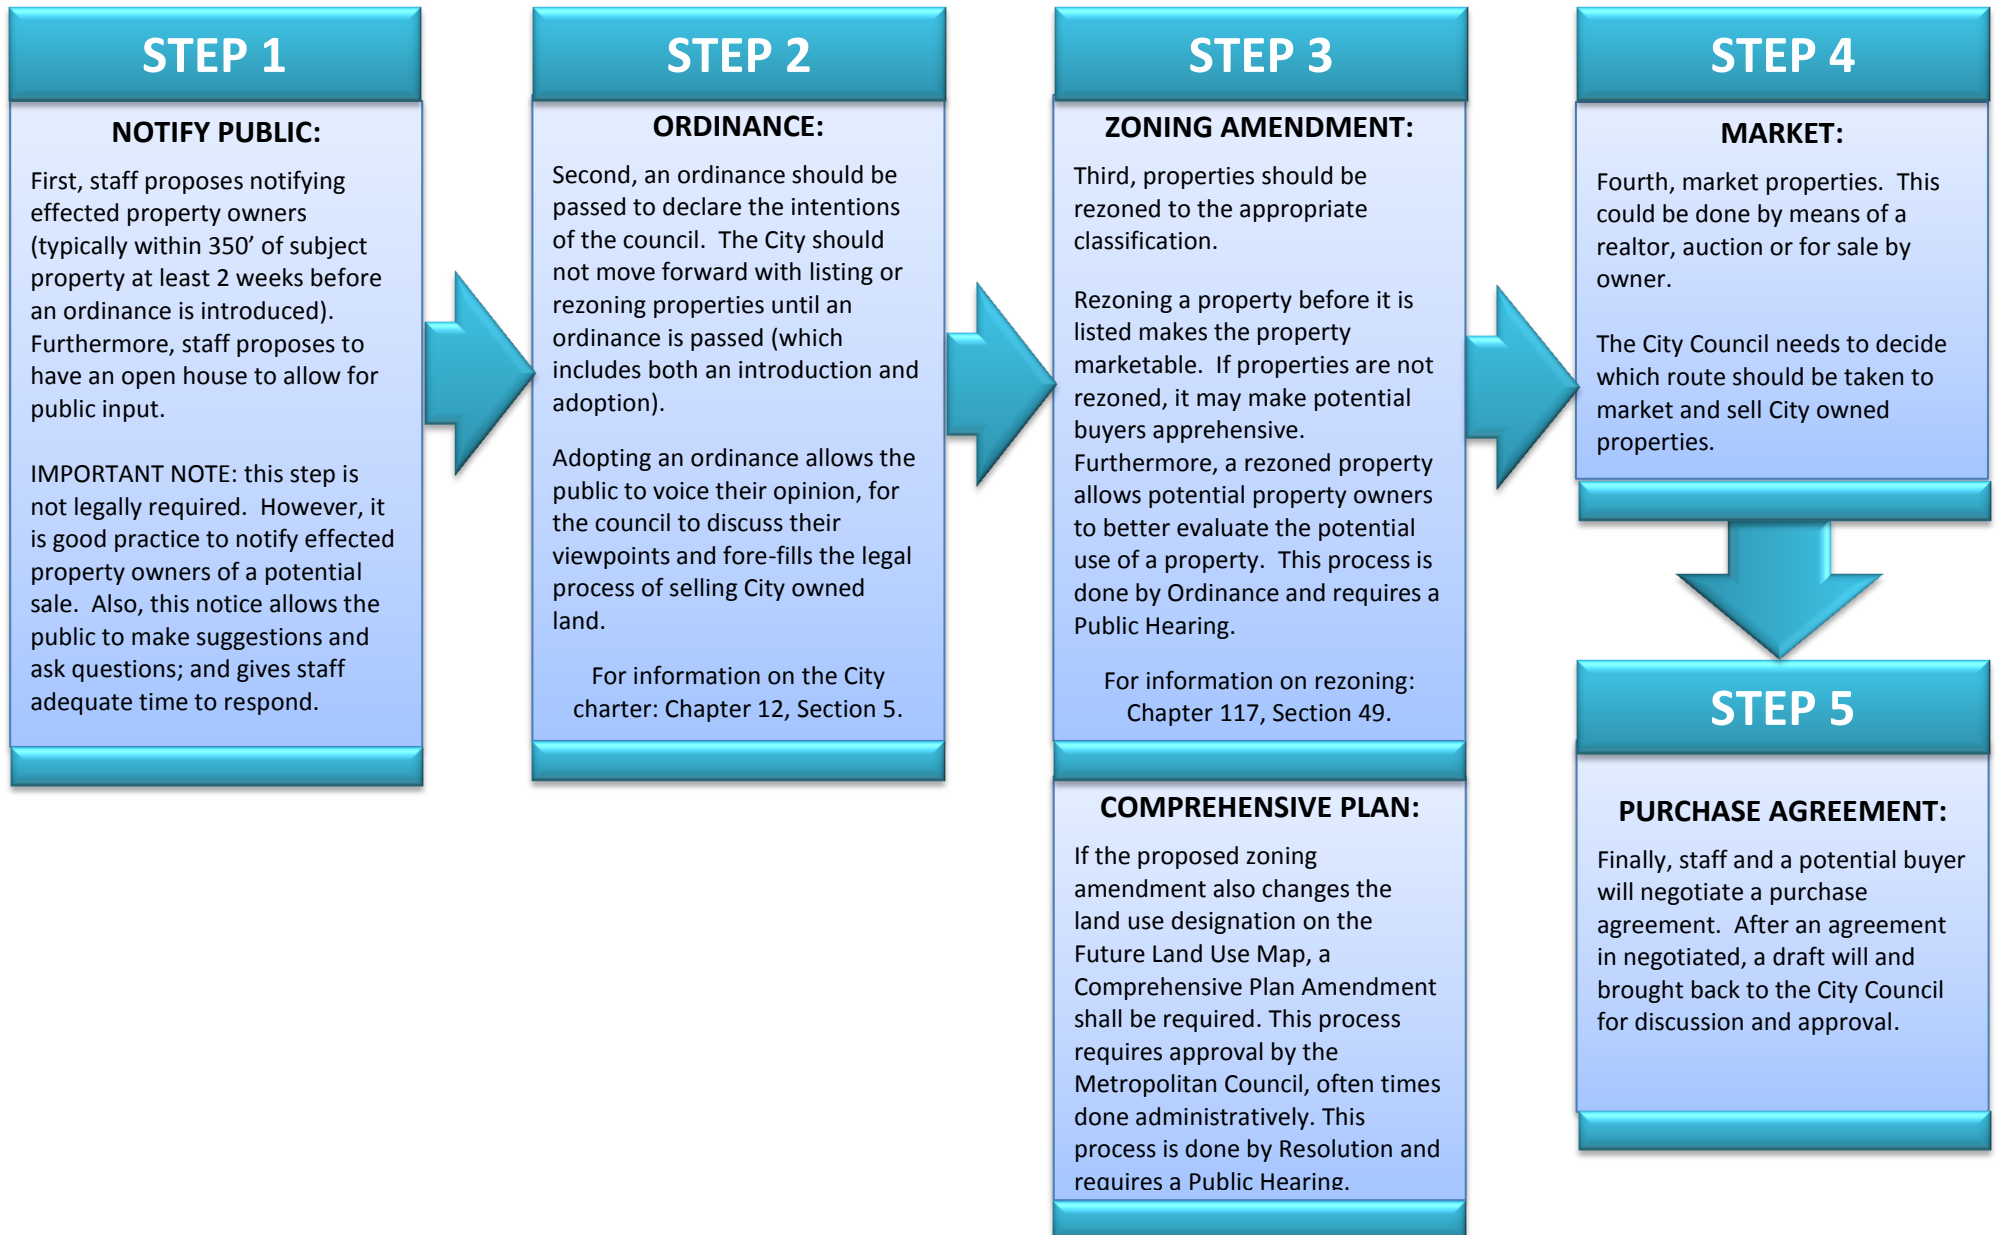 STEP 1
NOTIFY PUBLIC:
First, staff proposes notifying
effected property owners
(typically within 350’ of subject
property at least 2 weeks before
an ordinance is introduced).
Furthermore, staff proposes to
have an open house to allow for
public input.
IMPORTANT NOTE: this step is
not legally required.  However, it
is good practice to notify effected
property owners of a potential
sale.  Also, this notice allows the
public to make suggestions and
ask questions; and gives staff
adequate time to respond.
STEP 2
ORDINANCE:
Second, an ordinance should be
passed to declare the intentions
of the council.  The City should
not move forward with listing or
rezoning properties until an
ordinance is passed (which
includes both an introduction and
adoption).
Adopting an ordinance allows the
public to voice their opinion, for
the council to discuss their
viewpoints and fore-fills the legal
process of selling City owned
land.
For information on the City
charter: Chapter 12, Section 5.
STEP 3
ZONING AMENDMENT:
Third, properties should be
rezoned to the appropriate
classification.
Rezoning a property before it is
listed makes the property
marketable.  If properties are not
rezoned, it may make potential
buyers apprehensive.
Furthermore, a rezoned property
allows potential property owners
to better evaluate the potential
use of a property.  This process is
done by Ordinance and requires a
Public Hearing.
For information on rezoning:
Chapter 117, Section 49.
COMPREHENSIVE PLAN:
If the proposed zoning
amendment also changes the
land use designation on the
Future Land Use Map, a
Comprehensive Plan Amendment
shall be required. This process
requires approval by the
Metropolitan Council, often times
done administratively. This
process is done by Resolution and
requires a Public Hearing.
STEP 4
MARKET:
Fourth, market properties.  This
could be done by means of a
realtor, auction or for sale by
owner.
The City Council needs to decide
which route should be taken to
market and sell City owned
properties.
STEP 5
PURCHASE AGREEMENT:
Finally, staff and a potential buyer
will negotiate a purchase
agreement.  After an agreement
in negotiated, a draft will and
brought back to the City Council
for discussion and approval.